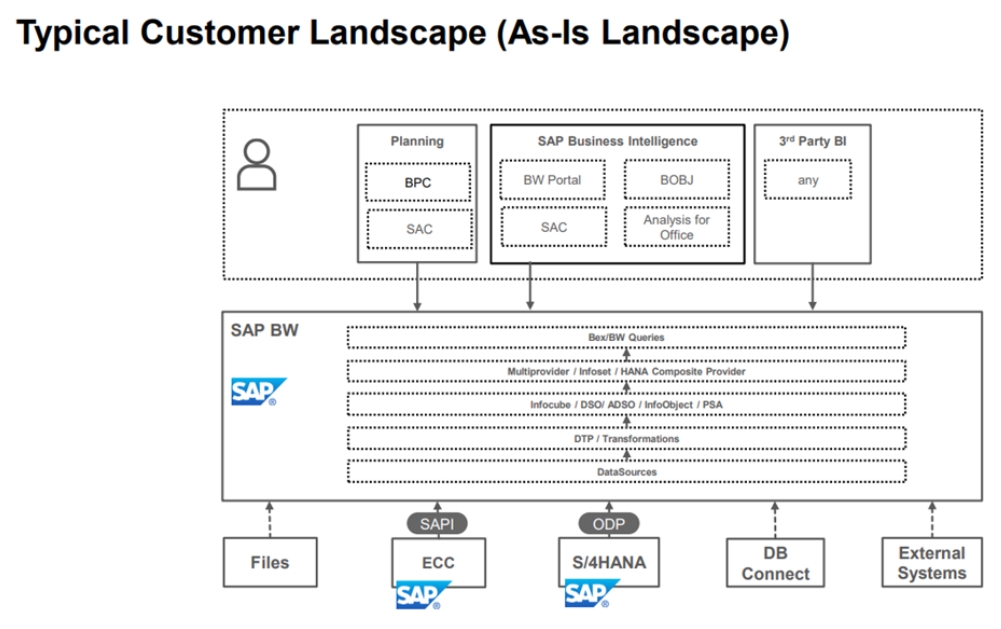 Typical Customer Landscape (As-Is Landscape)
Planning
BPC
SAC
SAP Business Intelligence
BW Portal
BOBJ
SAC
Analysis for
Office
3rd Party BI
any
SAP BW
SAP®
Bex/BW Queries
Multiprovider / Infoset / HANA Composite Provider
Infocube / DSO/ ADSO / InfoObject / PSA
DTP / Transformations
DataSources
Files
SAPI
ECC
SAP®
ODP
S/4HANA
SAP®
DB
Connect
External
Systems